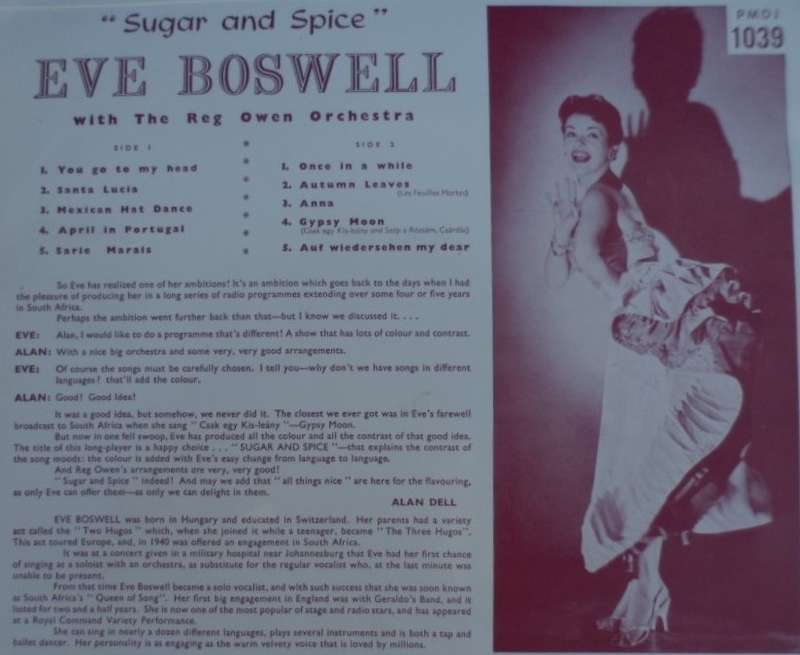 "Sugar and Spice"
PMDJ
1039
EVE BOSWELL
with The Reg Owen Orchestra
SIDE 1
1. You go to my head
2. Santa Lucia
3. Mexican Hat Dance
4. April in Portugal
5. Sarie Marais
SIDE 2
1. Once in a while
2. Autumn Leaves
(Les Feuilles Mortes)
3. Anna
4. Gypsy Moon
(Csak egy Kis-leány and Szep a Rózsám, Csárdás)
5. Auf wiedersehen my dear
So Eve has realized one of her ambitions! It's an ambition which goes back to the days when I had
the pleasure of producing her in a long series of radio programmes extending over some four or five years
in South Africa.
Perhaps the ambition went further back than that—but I know we discussed it. . . .
EVE: Alan, I would like to do a programme that's different! A show that has lots of colour and contrast.
ALAN: With a nice big orchestra and some very, very good arrangements.
EVE: Of course the songs must be carefully chosen. I tell you—why don't we have songs in different
languages? that'll add the colour.
ALAN: Good! Good Idea!
It was a good idea, but somehow, we never did it. The closest we ever got was in Eve's farewell
broadcast to South Africa when she sang "Csak egy Kis-leány"—Gypsy Moon.
But now in one fell swoop, Eve has produced all the colour and all the contrast of that good idea.
The title of this long-player is a happy choice . . . "SUGAR AND SPICE"—that explains the contrast of
the song moods: the colour is added with Eve's easy change from language to language.
And Reg Owen's arrangements are very, very good!
"Sugar and Spice" indeed! And may we add that "all things nice" are here for the flavouring,
as only Eve can offer them—as only we can delight in them.
ALAN DELL
EVE BOSWELL was born in Hungary and educated in Switzerland. Her parents had a variety
act called the "Two Hugos" which, when she joined it while a teenager, became "The Three Hugos".
This act toured Europe, and, in 1940 was offered an engagement in South Africa.
It was at a concert given in a military hospital near Johannesburg that Eve had her first chance
of singing as a soloist with an orchestra, as substitute for the regular vocalist who, at the last minute was
unable to be present.
From that time Eve Boswell became a solo vocalist, and with such success that she was soon known
as South Africa's "Queen of Song". Her first big engagement in England was with Geraldo's Band, and it
lasted for two and a half years. She is now one of the most popular of stage and radio stars, and has appeared
at a Royal Command Variety Performance.
She can sing in nearly a dozen different languages, plays several instruments and is both a tap and
ballet dancer. Her personality is as engaging as the warm velvety voice that is loved by millions.